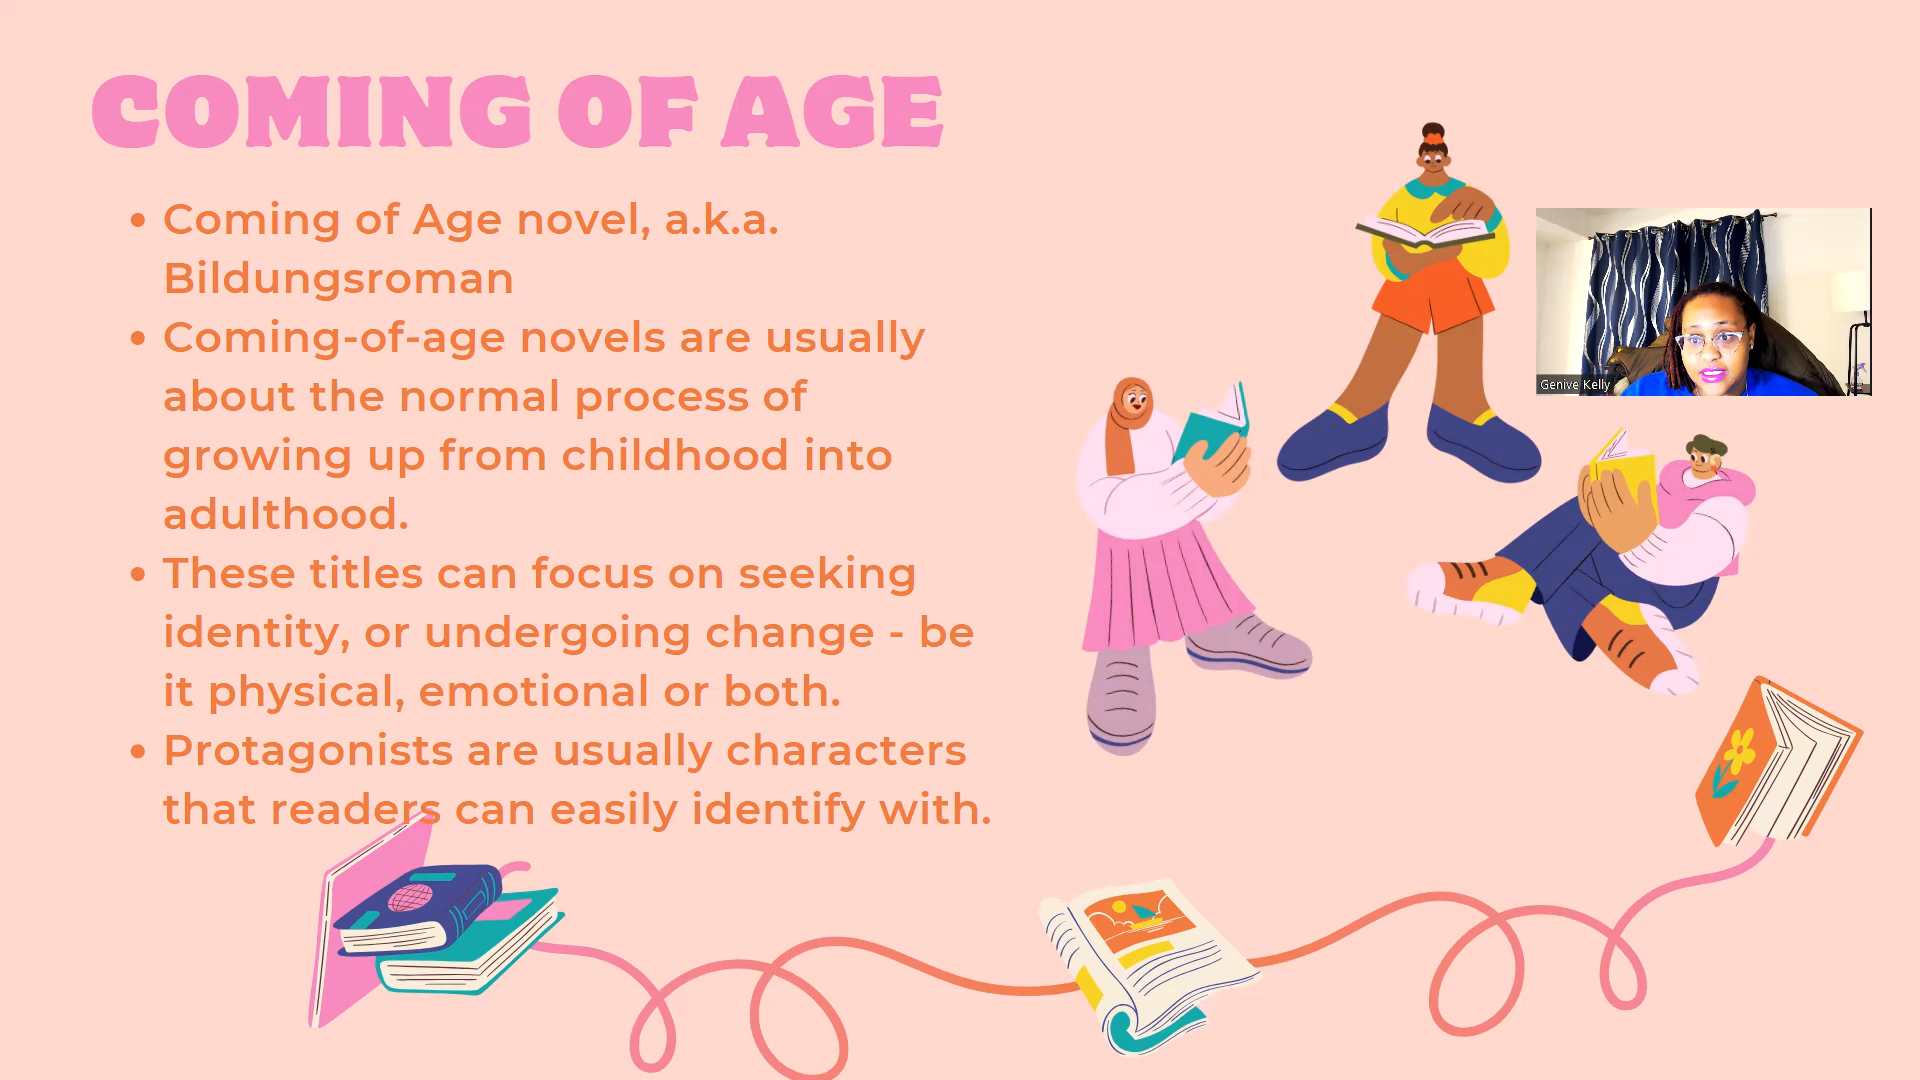 COMING OF AGE
• Coming of Age novel, a.k.a.
Bildungsroman
• Coming-of-age novels are usually
about the normal process of
growing up from childhood into
adulthood.
• These titles can focus on seeking
identity, or undergoing change - be
it physical, emotional or both.
• Protagonists are usually characters
that readers can easily identify with.
Genive Kelly